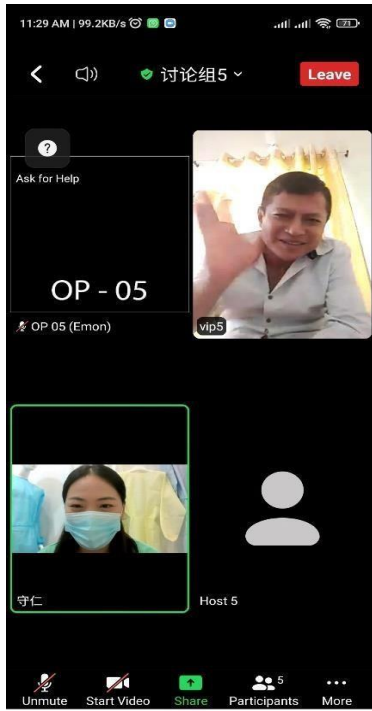 11:29 AM | 99.2KB/s
71
讨论组5
Leave
?
Ask for Help
OP - 05
OP 05 (Emon)
vip5
守仁
Host 5
5
Unmute Start Video Share Participants More